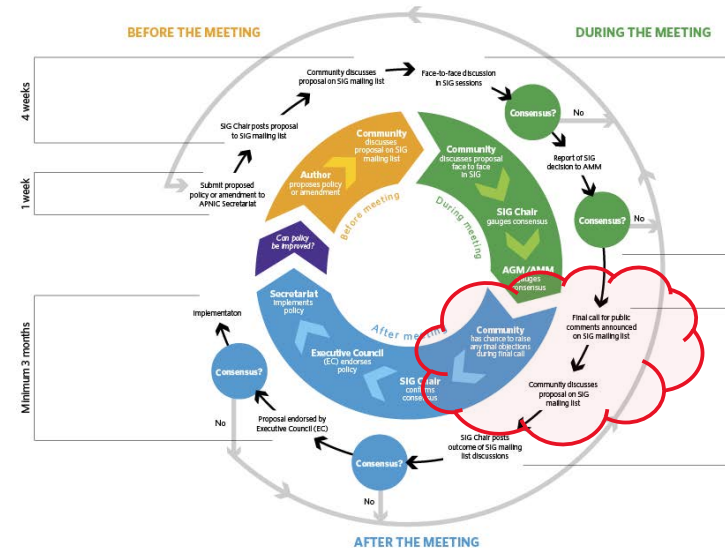 BEFORE THE MEETING
DURING THE MEETING
4 weeks
1 week
Minimum 3 months
Submit proposed
policy or amendment to
APNIC Secretariat
SIG Chair posts proposal
to SIG mailing list
Community discusses
proposal on SIG mailing list
Face-to-face discussion
in SIG sessions
Consensus?
No
Report of SIG
decision to AMM
Consensus?
No
Final call for public
comments announced
on SIG mailing list
Community discusses
proposal on SIG
mailing list
SIG Chair posts
outcome of SIG mailing
list discussions
Consensus?
No
Proposal endorsed by
Executive Council (EC)
Consensus?
No
Implementaton
Author
proposes policy
or amendment
Community
discusses
proposal on SIG
mailing list
Before meeting
Community
discusses proposal
face to face
in SIG
SIG Chair
gauges consensus
AGM/AMM
gauges
consensus
During meeting
Community
has chance to raise
any final objections
during final call
SIG Chair
confirms
consensus
Executive Council
(EC) endorses
policy
Secretariat
implements
policy
After meeting
Can policy
be improved?
AFTER THE MEETING